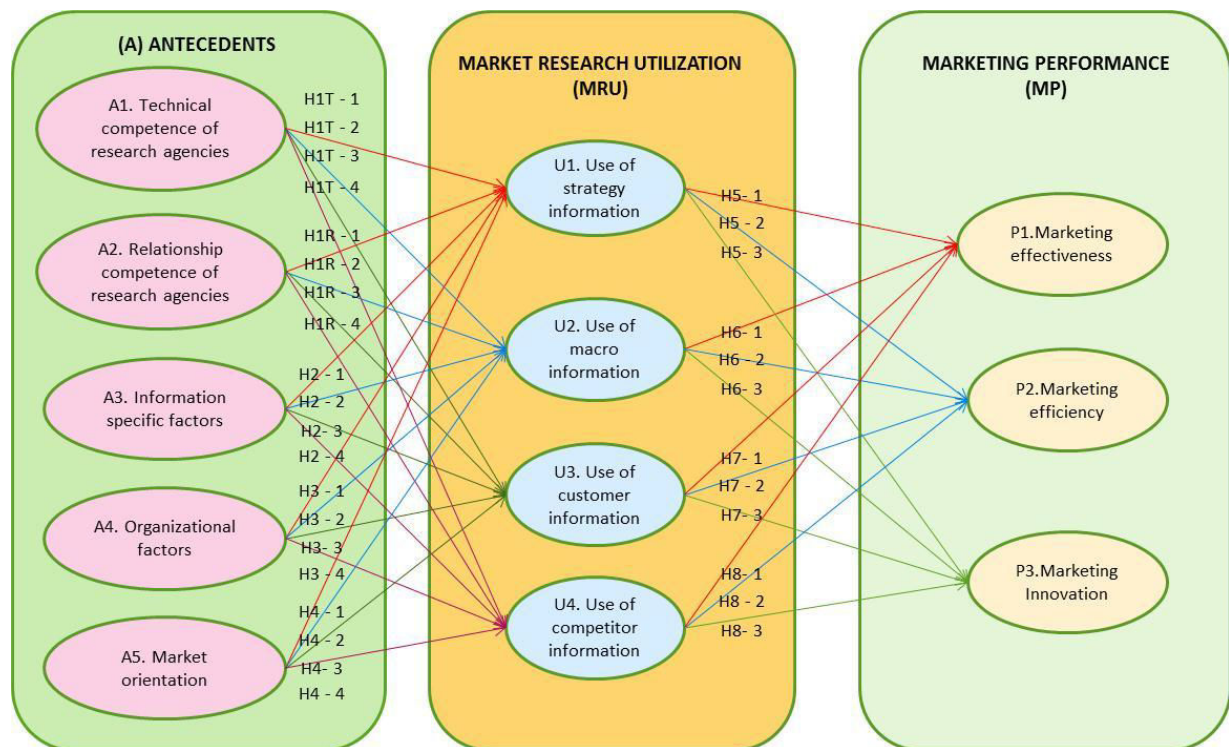 (A) ANTECEDENTS
A1. Technical
competence of
research agencies
A2. Relationship
competence of
research agencies
A3. Information
specific factors
A4. Organizational
factors
A5. Market
orientation
H1T - 1
H1T - 2
H1T - 3
H1T - 4
H1R - 1
H1R - 2
H1R - 3
H1R - 4
H2 - 1
H2 - 2
H2- 3
H2 - 4
H3 - 1
H3 - 2
H3- 3
H3 - 4
H4 - 1
H4 - 2
H4- 3
H4 - 4
MARKET RESEARCH UTILIZATION
(MRU)
U1. Use of
strategy
information
U2. Use of
macro
information
U3. Use of
customer
information
U4. Use of
competitor
information
H5- 1
H5 - 2
H5- 3
H6- 1
H6 - 2
H6- 3
H7- 1
H7 - 2
H7- 3
H8- 1
H8 - 2
H8- 3
MARKETING PERFORMANCE
(MP)
P1.Marketing
effectiveness
P2.Marketing
efficiency
P3.Marketing
Innovation